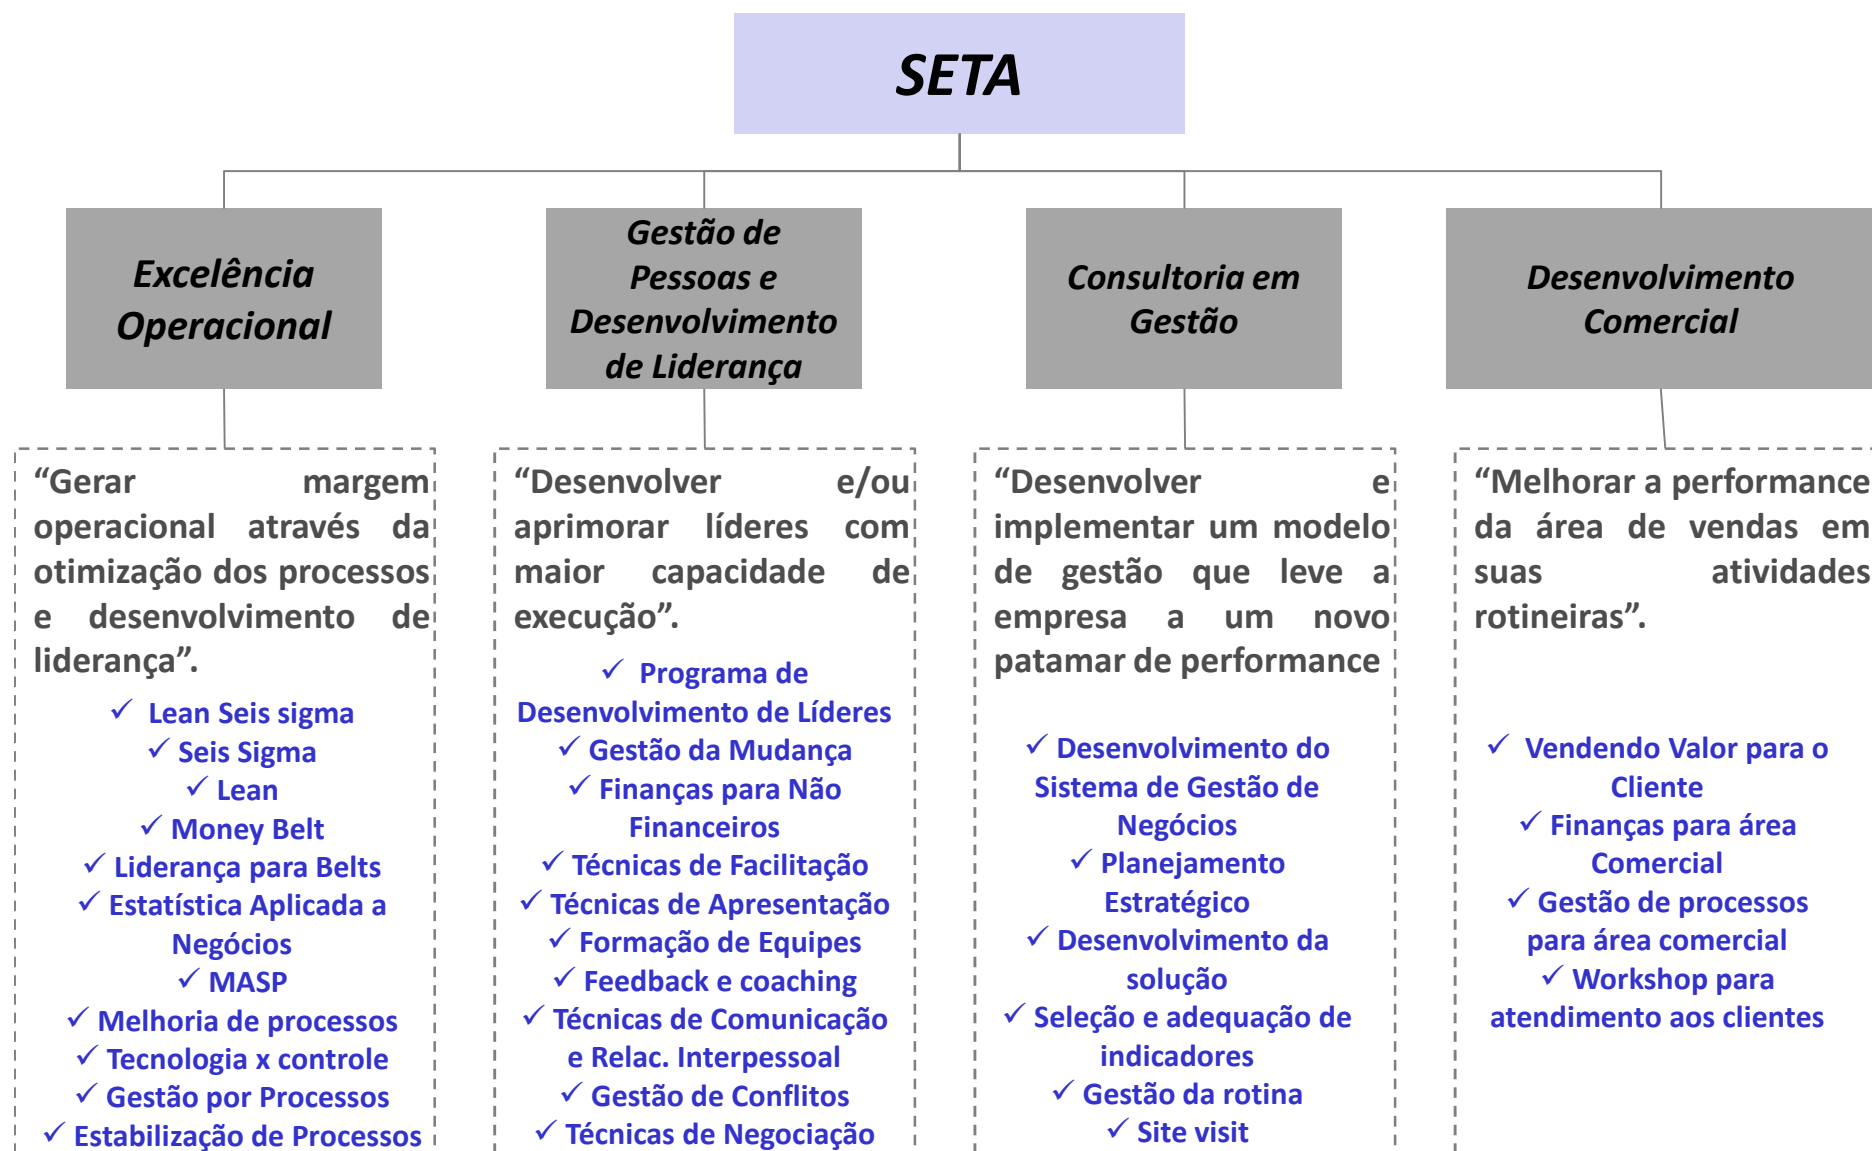 SETA
Excelência
Operacional
Gestão de
Pessoas e
Desenvolvimento
de Liderança
Consultoria em
Gestão
Desenvolvimento
Comercial
“Gerar margem
operacional através da
otimização dos processos
e desenvolvimento de
liderança”.
✓ Lean Seis sigma
✓ Seis Sigma
✓ Lean
✓ Money Belt
✓ Liderança para Belts
✓ Estatística Aplicada a
Negócios
✓ MASP
✓ Melhoria de processos
✓ Tecnologia x controle
✓ Gestão por Processos
✓ Estabilização de Processos
“Desenvolver e/ou
aprimorar líderes com
maior capacidade de
execução”.
✓ Programa de
Desenvolvimento de Líderes
✓ Gestão da Mudança
✓ Finanças para Não
Financeiros
✓ Técnicas de Facilitação
✓ Técnicas de Apresentação
✓ Formação de Equipes
✓ Feedback e coaching
✓ Técnicas de Comunicação
e Relac. Interpessoal
✓ Gestão de Conflitos
✓ Técnicas de Negociação
“Desenvolver e
implementar um modelo
de gestão que leve a
empresa a um novo
patamar de performance
✓ Desenvolvimento do
Sistema de Gestão de
Negócios
✓ Planejamento
Estratégico
✓ Desenvolvimento da
solução
✓ Seleção e adequação de
indicadores
✓ Gestão da rotina
✓ Site visit
“Melhorar a performance
da área de vendas em
suas atividades
rotineiras”.
✓ Vendendo Valor para o
Cliente
✓ Finanças para área
Comercial
✓ Gestão de processos
para área comercial
✓ Workshop para
atendimento aos clientes